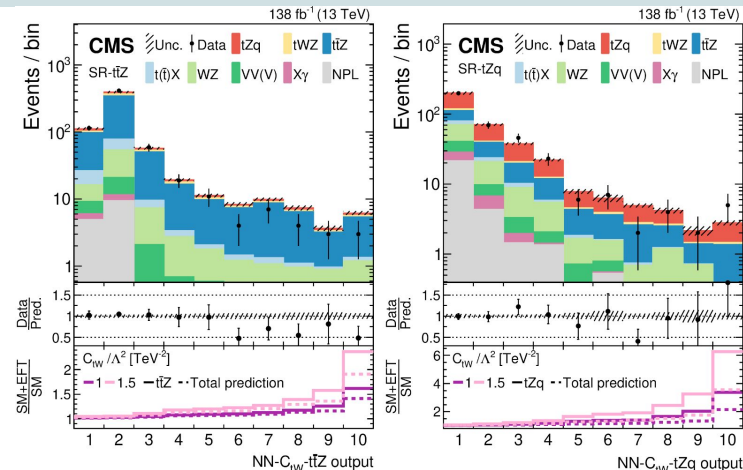 138 fb⁻¹ (13 TeV)
CMS
SR-tt̄Z
Unc. Data tZq tWZ tt̄Z
t(t̄)X WZ VV(V) Xγ NPL
Events / bin
10³
10²
10
1
Data
Pred.
1.5
1.0
0.5
C_tW /Λ² [TeV⁻²]
1 1.5 tt̄Z Total prediction
SM+EFT
SM
2
1.5
1
1 2 3 4 5 6 7 8 9 10
NN-C_tW-tt̄Z output
138 fb⁻¹ (13 TeV)
CMS
SR-tZq
Unc. Data tZq tWZ tt̄Z
t(t̄)X WZ VV(V) Xγ NPL
Events / bin
10³
10²
10
1
Data
Pred.
1.5
1.0
0.5
C_tW /Λ² [TeV⁻²]
1 1.5 tZq Total prediction
SM+EFT
SM
6
4
2
1 2 3 4 5 6 7 8 9 10
NN-C_tW-tZq output